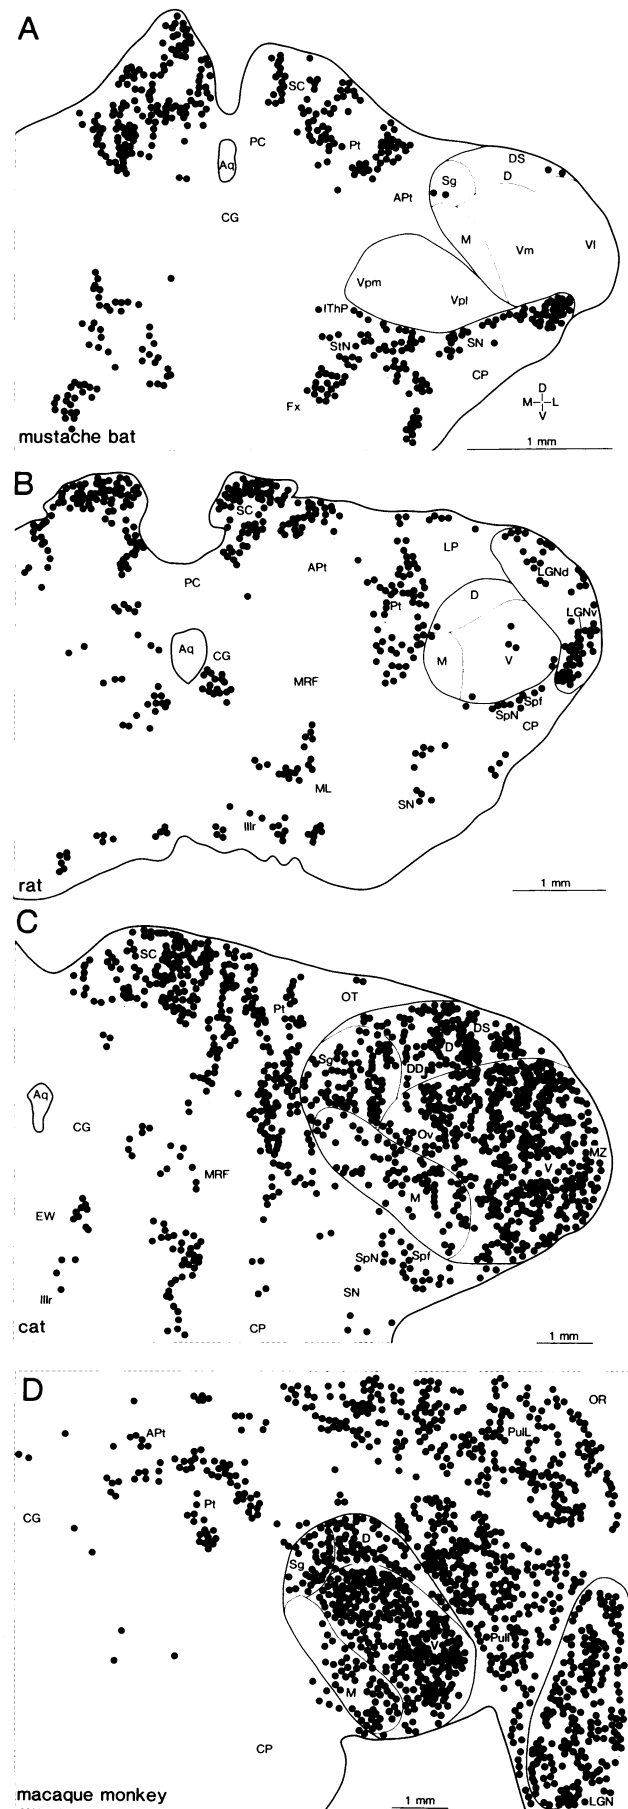 A
SC
PC
Pt
Aq
DS
D
Sg
APt
CG
M
Vm
Vl
Vpm
Vpl
IThP
StN
SN
CP
Fx
D
M L
V
mustache bat
1 mm
B
SC
LP
PC
APt
LGNd
Pt
D
LGNv
Aq
CG
M
V
MRF
Spf
SpN
CP
ML
SN
IIIr
rat
1 mm
C
SC
OT
Pt
DS
D
Sg
DD
Aq
CG
Ov
MZ
MRF
V
M
EW
SpN
Spf
IIIr
SN
CP
cat
1 mm
D
OR
APt
PulL
Pt
CG
D
Sg
V
PulI
M
CP
LGN
macaque monkey
1 mm